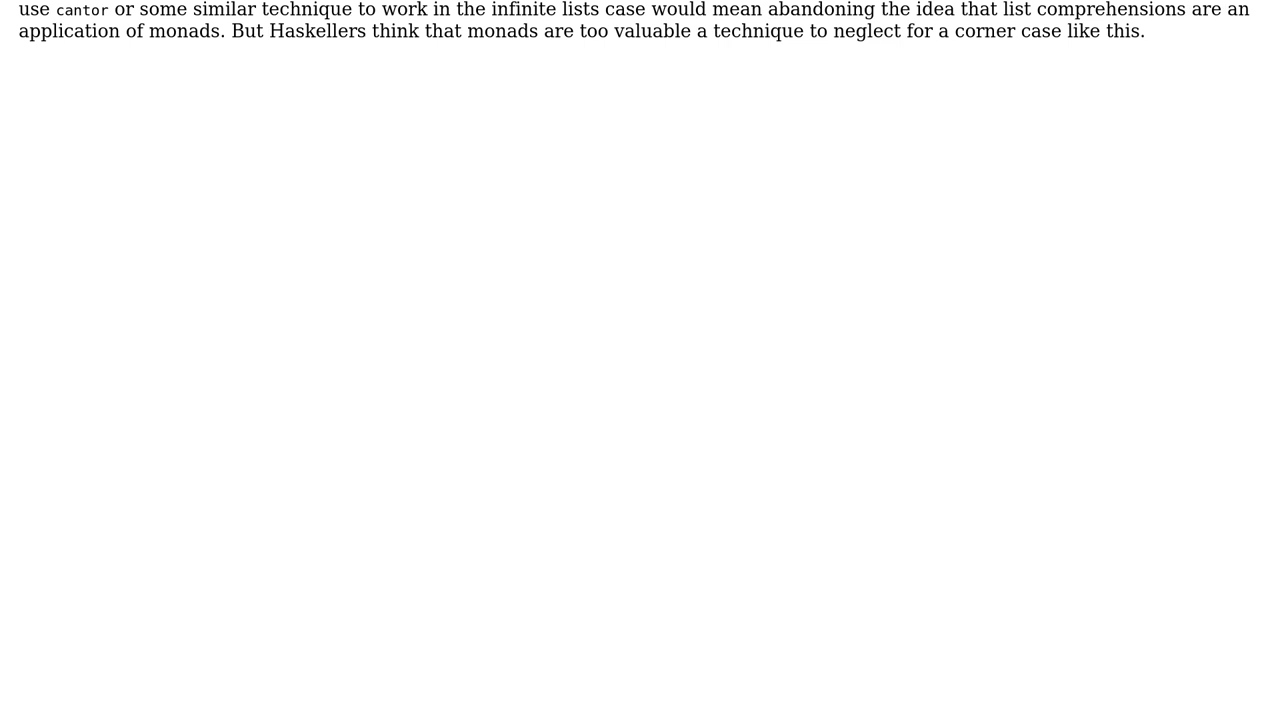 use cantor or some similar technique to work in the infinite lists case would mean abandoning the idea that list comprehensions are an
application of monads. But Haskellers think that monads are too valuable a technique to neglect for a corner case like this.